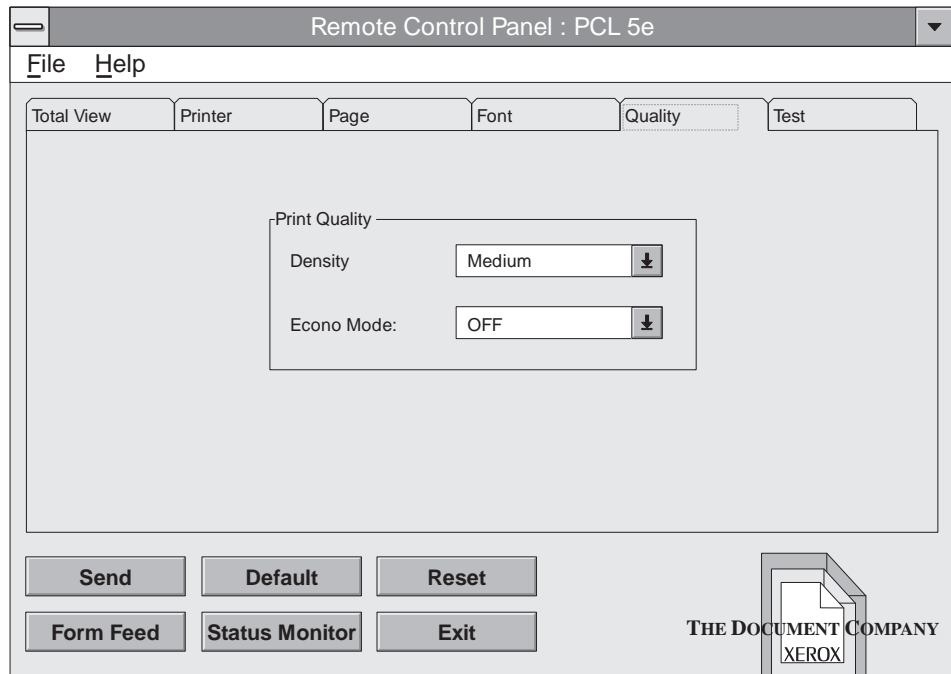 Remote Control Panel : PCL 5e
File Help
Total View Printer Page Font Quality Test
Print Quality
Density Medium
Econo Mode: OFF
Send Default Reset
Form Feed Status Monitor Exit
THE DOCUMENT COMPANY
XEROX